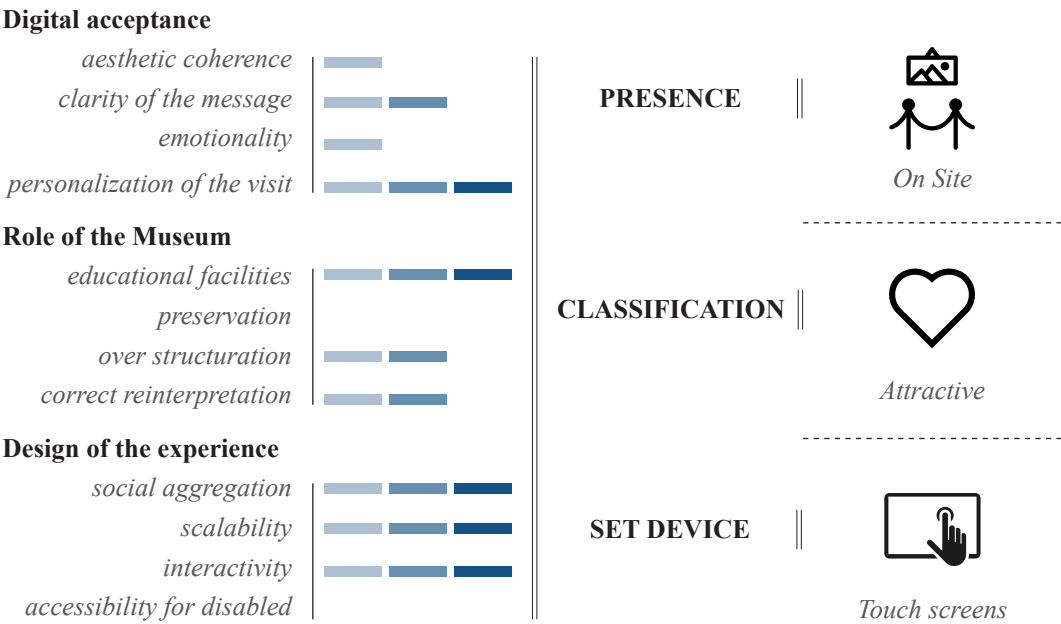 Digital acceptance
aesthetic coherence
clarity of the message
emotionality
personalization of the visit
Role of the Museum
educational facilities
preservation
over structuration
correct reinterpretation
Design of the experience
social aggregation
scalability
interactivity
accessibility for disabled
PRESENCE
On Site
CLASSIFICATION
Attractive
SET DEVICE
Touch screens